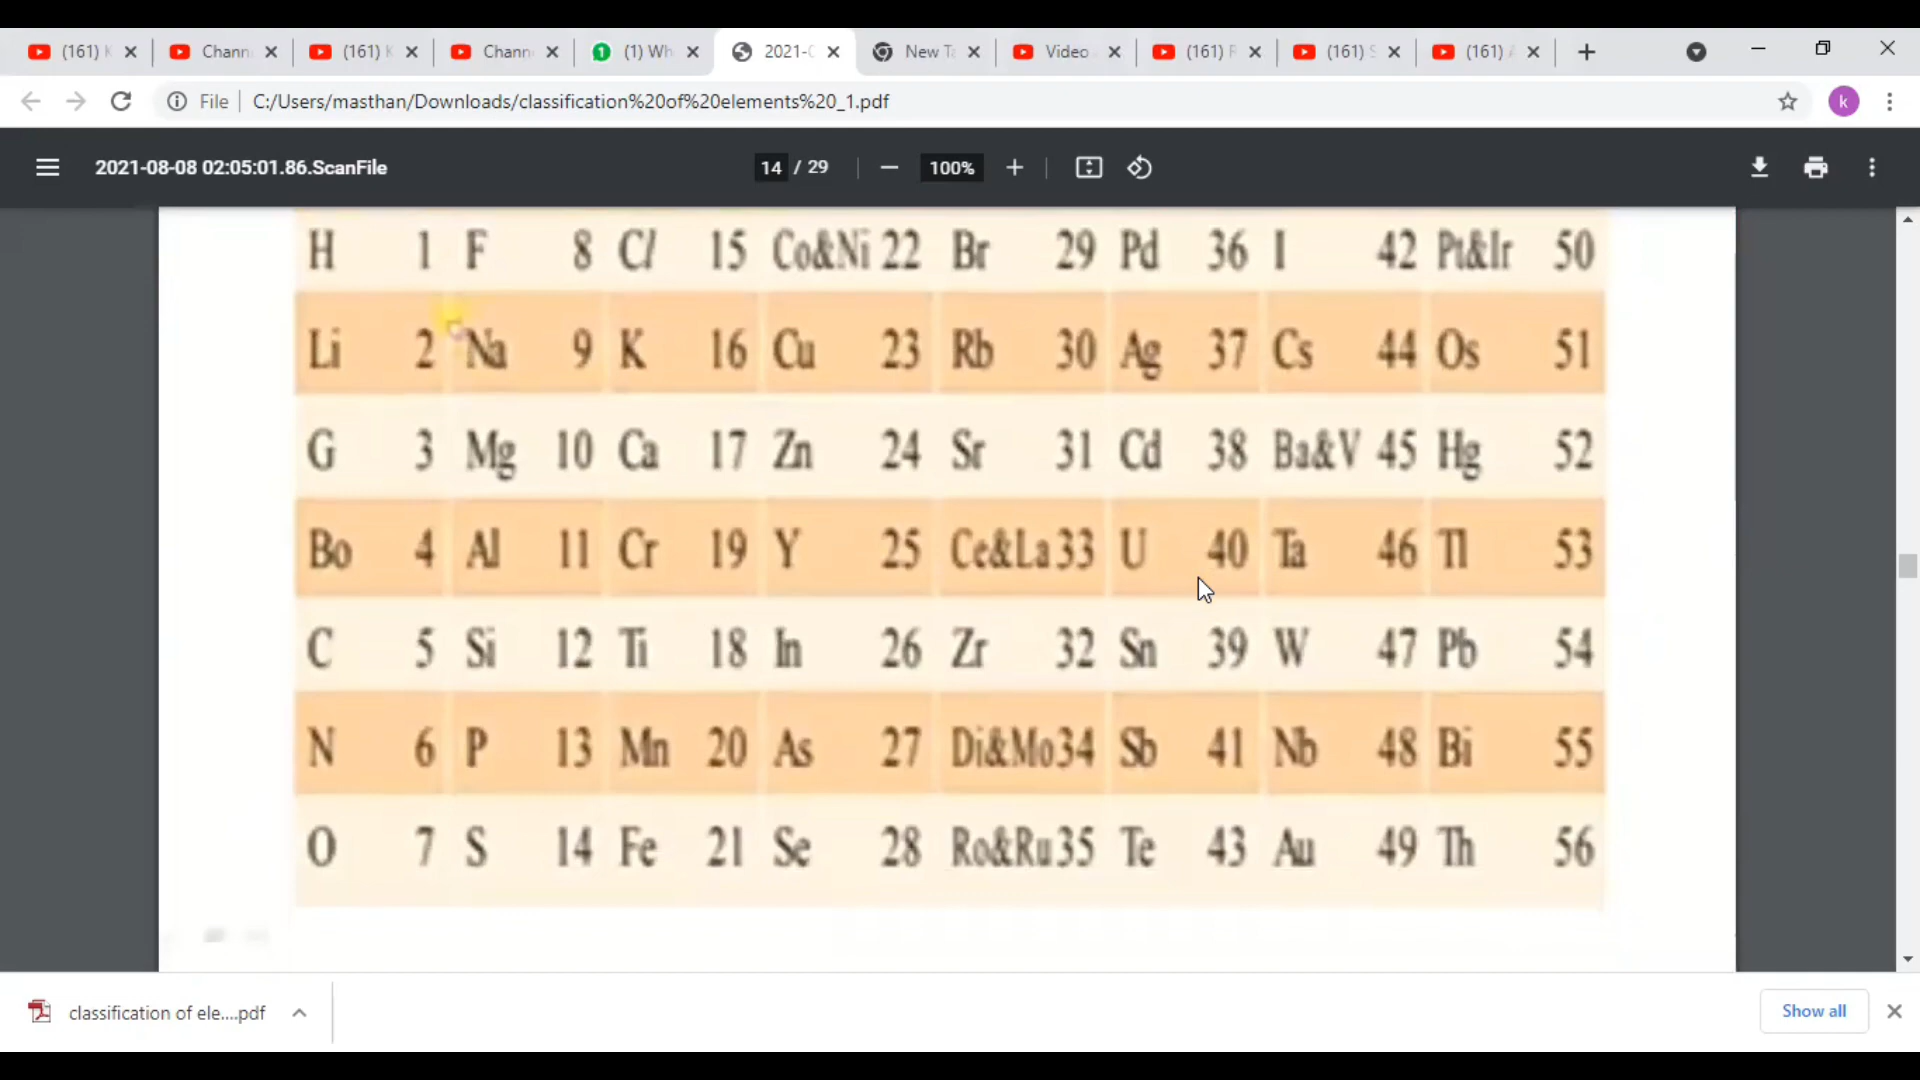 (161) K
Chann
(161) K
Chann
(1) Wh
2021-0
New Ta
Video
(161) F
(161) S
(161) A
File C:/Users/masthan/Downloads/classification%20of%20elements%20_1.pdf
k
2021-08-08 02:05:01.86.ScanFile 14 / 29 100%
H 1 F 8 Cl 15 Co&Ni 22 Br 29 Pd 36 I 42 Pt&Ir 50
Li 2 Na 9 K 16 Cu 23 Rb 30 Ag 37 Cs 44 Os 51
G 3 Mg 10 Ca 17 Zn 24 Sr 31 Cd 38 Ba&V 45 Hg 52
Bo 4 Al 11 Cr 19 Y 25 Ce&La 33 U 40 Ta 46 Tl 53
C 5 Si 12 Ti 18 In 26 Zr 32 Sn 39 W 47 Pb 54
N 6 P 13 Mn 20 As 27 Di&Mo 34 Sb 41 Nb 48 Bi 55
O 7 S 14 Fe 21 Se 28 Ro&Ru 35 Te 43 Au 49 Th 56
classification of ele....pdf
Show all